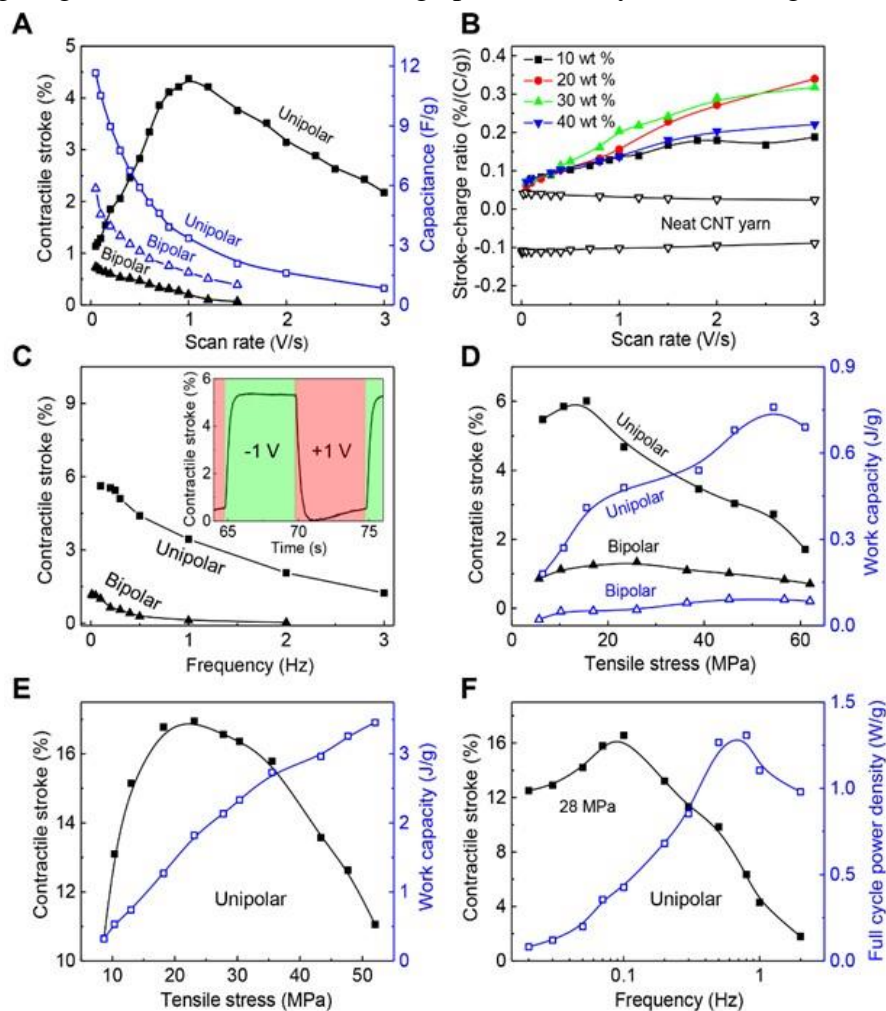 A
Contractile stroke (%)
5
4
3
2
1
0
Unipolar
Unipolar
Bipolar
Bipolar
12
9
6
3
0
Capacitance (F/g)
0 1 2 3
Scan rate (V/s)
B
Stroke-charge ratio (%/(C/g))
0.4
0.3
0.2
0.1
0.0
-0.1
-0.2
10 wt %
20 wt %
30 wt %
40 wt %
Neat CNT yarn
0 1 2 3
Scan rate (V/s)
C
Contractile stroke (%)
9
6
3
0
Contractile stroke (%)
6
4
2
0
-1 V
+1 V
65 70 75
Time (s)
Unipolar
Bipolar
0 1 2 3
Frequency (Hz)
D
Contratile stroke (%)
8
6
4
2
0
Unipolar
Unipolar
Bipolar
Bipolar
0.9
0.6
0.3
0.0
Work capacity (J/g)
0 20 40 60
Tensile stress (MPa)
E
Contractile stroke (%)
16
14
12
10
Unipolar
3
2
1
0
Work capacity (J/g)
10 20 30 40 50
Tensile stress (MPa)
F
Contractile stroke (%)
20
16
12
8
4
0
28 MPa
Unipolar
1.5
1.0
0.5
0.0
Full cycle power density (W/g)
0.1 1
Frequency (Hz)